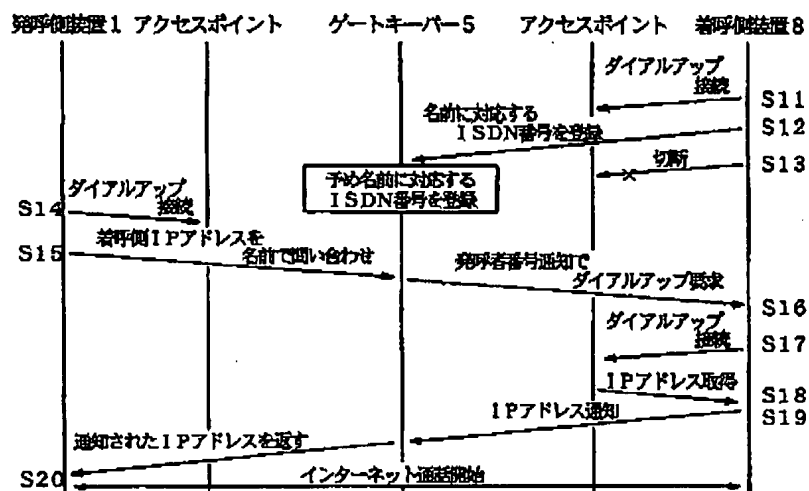 発呼側装置1 アクセスポイント ゲートキーパー5 アクセスポイント 着呼側装置8
ダイアルアップ
接続
S11
名前に対応する
ISDN番号を登録
S12
切断
S13
予め名前に対応する
ISDN番号を登録
ダイアルアップ
接続
S14
着呼側IPアドレスを
名前で問い合わせ
S15
発呼者番号通知で
ダイアルアップ要求
S16
ダイアルアップ
接続
S17
IPアドレス取得
S18
IPアドレス通知
S19
通知されたIPアドレスを返す
S20
インターネット通話開始